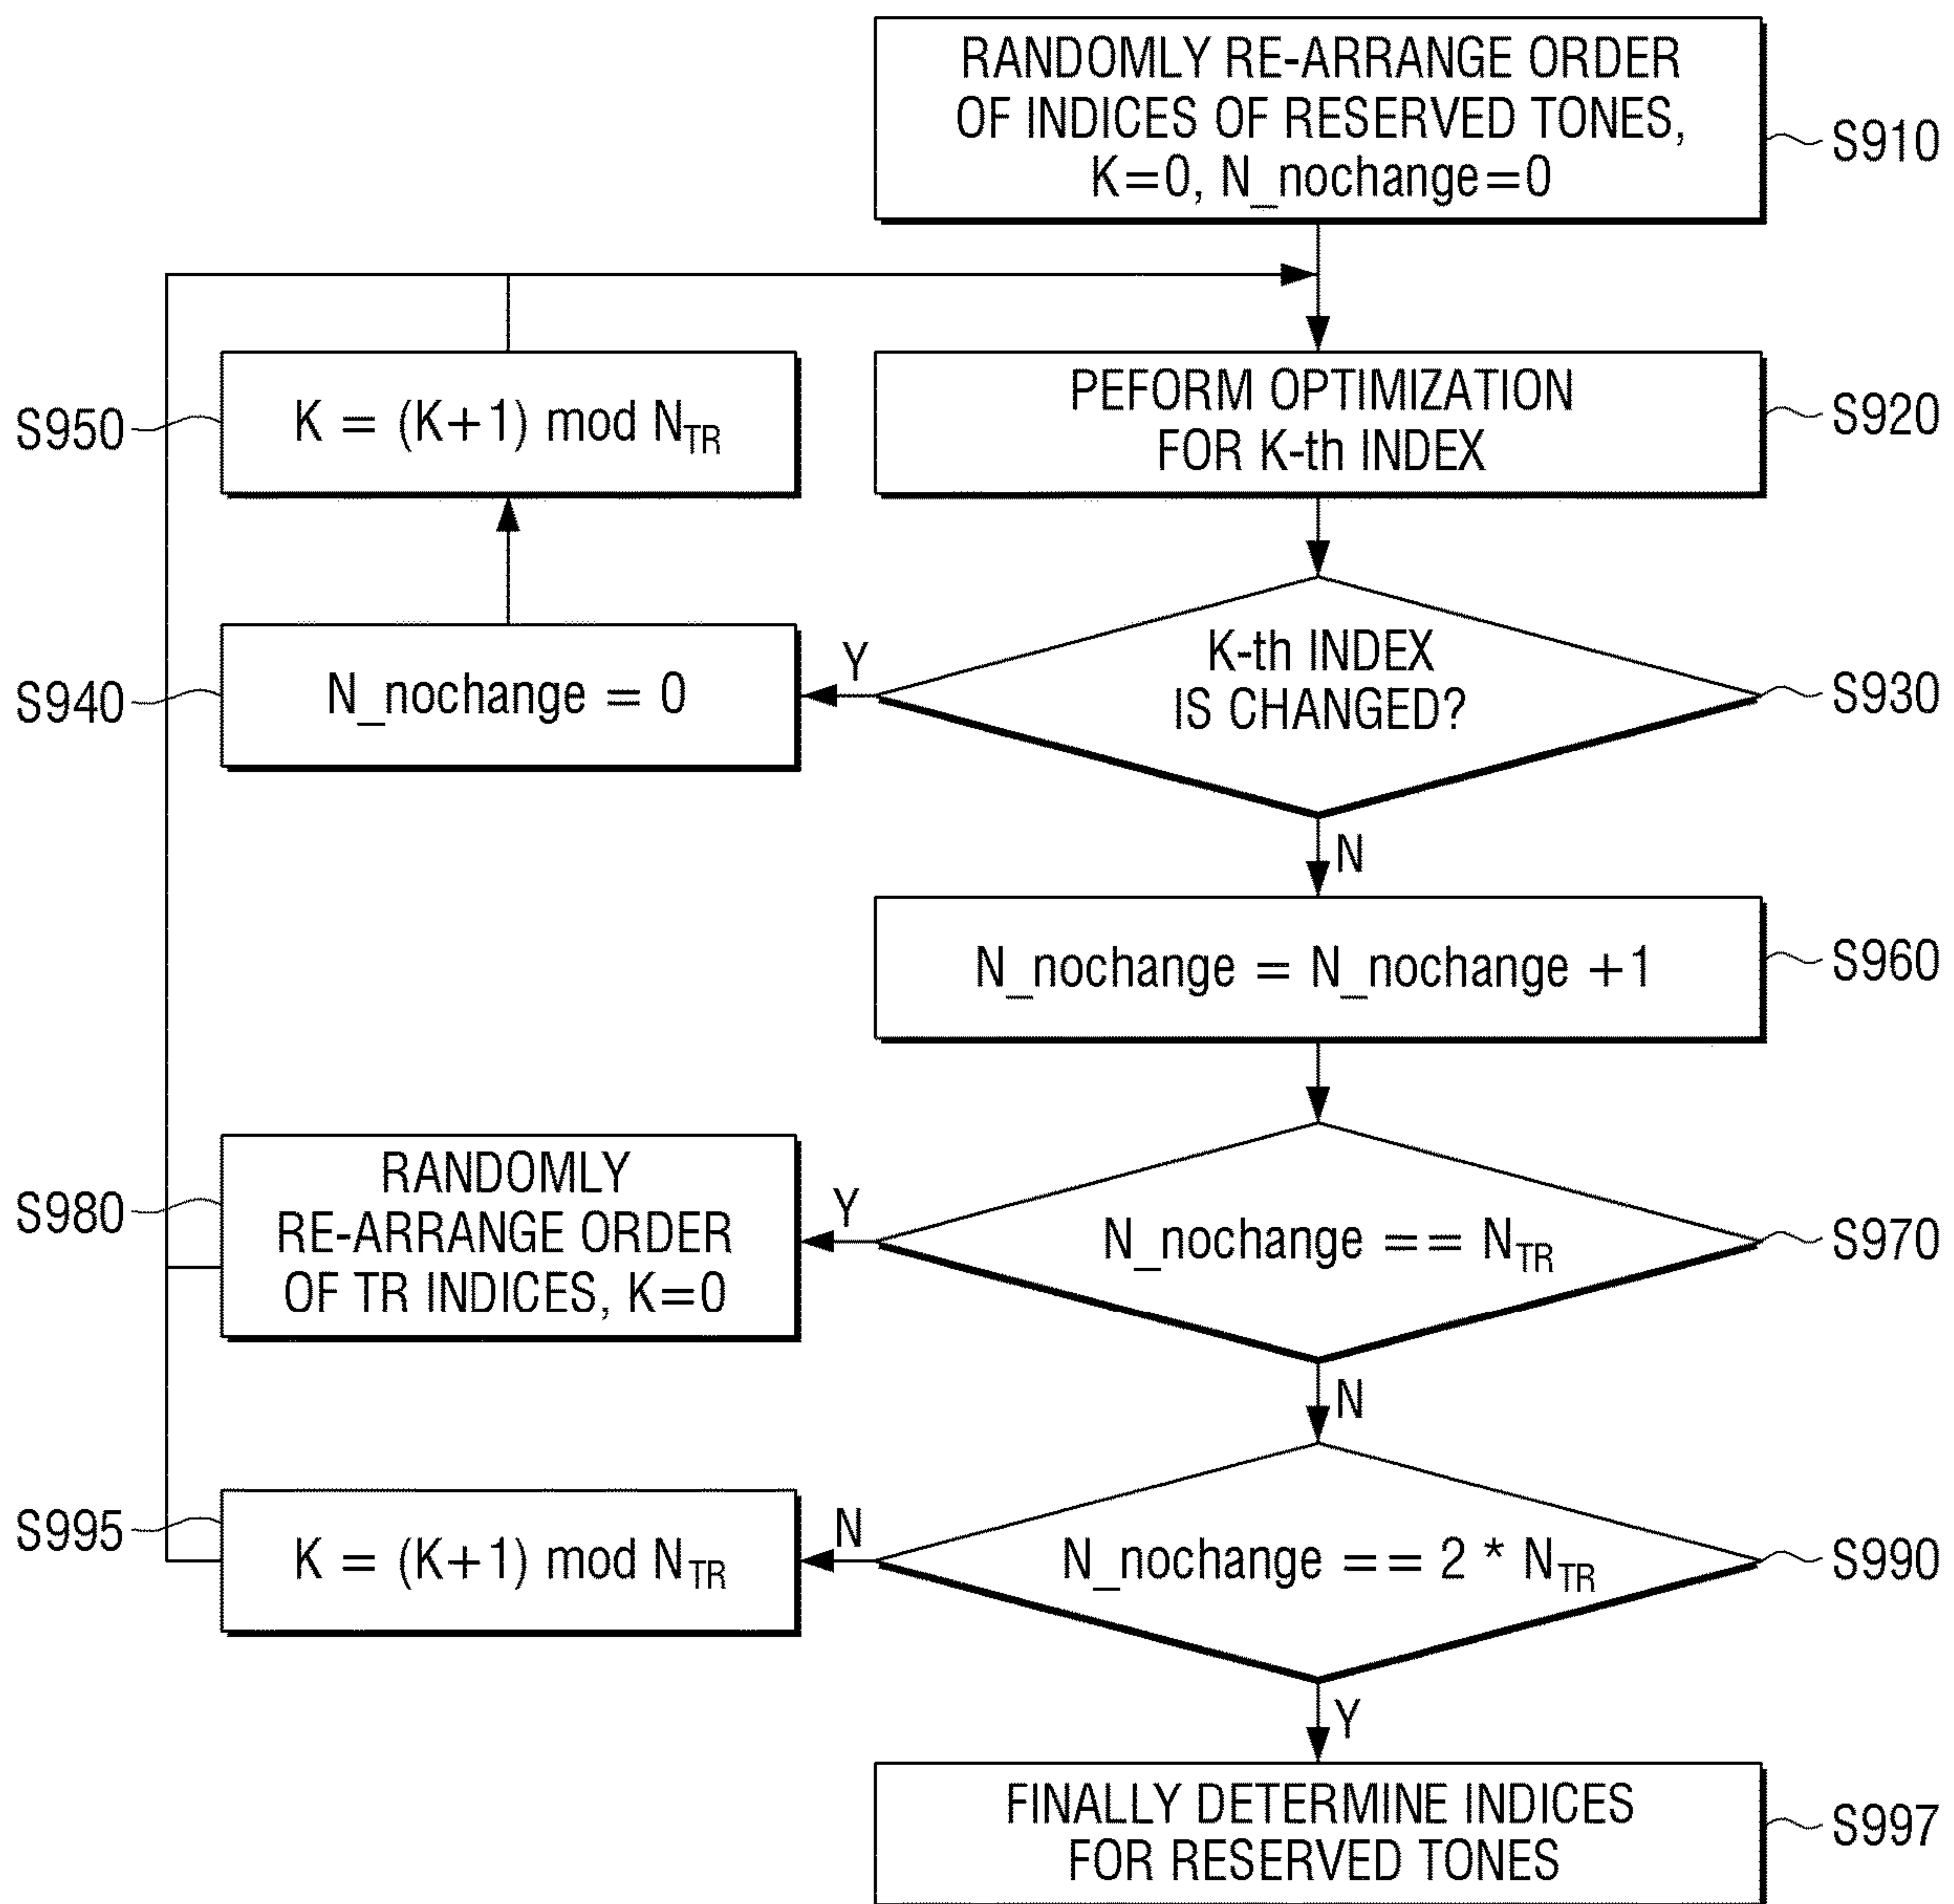 RANDOMLY RE-ARRANGE ORDER
OF INDICES OF RESERVED TONES,
K=0, N_nochange=0
S910
S950
K = (K+1) mod NTR
PEFORM OPTIMIZATION
FOR K-th INDEX
S920
S940
N_nochange = 0
Y
K-th INDEX
IS CHANGED?
S930
N
N_nochange = N_nochange +1
S960
S980
RANDOMLY
RE-ARRANGE ORDER
OF TR INDICES, K=0
Y
N_nochange == NTR
S970
N
S995
K = (K+1) mod NTR
N
N_nochange == 2 * NTR
S990
Y
FINALLY DETERMINE INDICES
FOR RESERVED TONES
S997